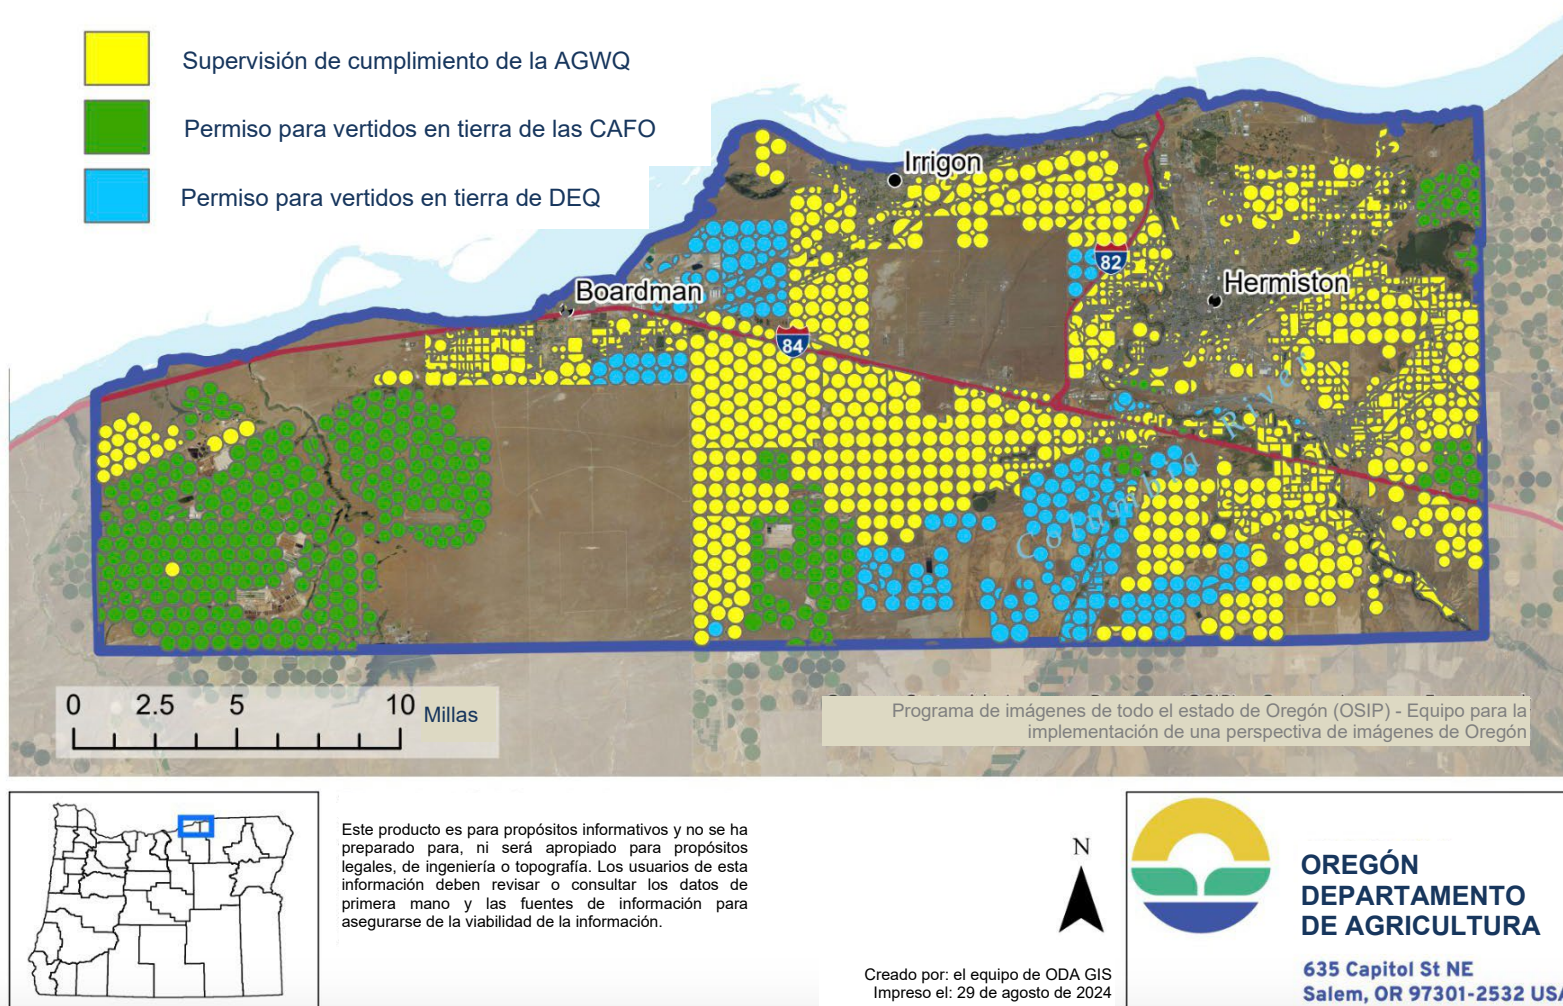 Supervisión de cumplimiento de la AGWQ
Permiso para vertidos en tierra de las CAFO
Permiso para vertidos en tierra de DEQ
Irrigon
82
Hermiston
Boardman
84
Columbia River
0 2.5 5 10 Millas
Programa de imágenes de todo el estado de Oregón (OSIP) - Equipo para la
implementación de una perspectiva de imágenes de Oregón
Este producto es para propósitos informativos y no se ha
preparado para, ni será apropiado para propósitos
legales, de ingeniería o topografía. Los usuarios de esta
información deben revisar o consultar los datos de
primera mano y las fuentes de información para
asegurarse de la viabilidad de la información.
N
Creado por: el equipo de ODA GIS
Impreso el: 29 de agosto de 2024
OREGÓN
DEPARTAMENTO
DE AGRICULTURA
635 Capitol St NE
Salem, OR 97301-2532 USA